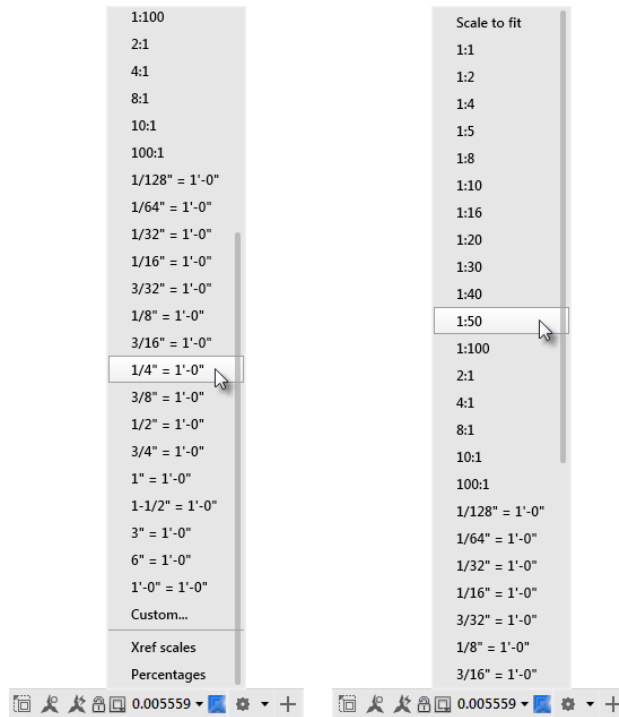 1:100
2:1
4:1
8:1
10:1
100:1
1/128" = 1'-0"
1/64" = 1'-0"
1/32" = 1'-0"
1/16" = 1'-0"
3/32" = 1'-0"
1/8" = 1'-0"
3/16" = 1'-0"
1/4" = 1'-0"
3/8" = 1'-0"
1/2" = 1'-0"
3/4" = 1'-0"
1" = 1'-0"
1-1/2" = 1'-0"
3" = 1'-0"
6" = 1'-0"
1'-0" = 1'-0"
Custom...
Xref scales
Percentages
0.005559
Scale to fit
1:1
1:2
1:4
1:5
1:8
1:10
1:16
1:20
1:30
1:40
1:50
1:100
2:1
4:1
8:1
10:1
100:1
1/128" = 1'-0"
1/64" = 1'-0"
1/32" = 1'-0"
1/16" = 1'-0"
3/32" = 1'-0"
1/8" = 1'-0"
3/16" = 1'-0"
0.005559